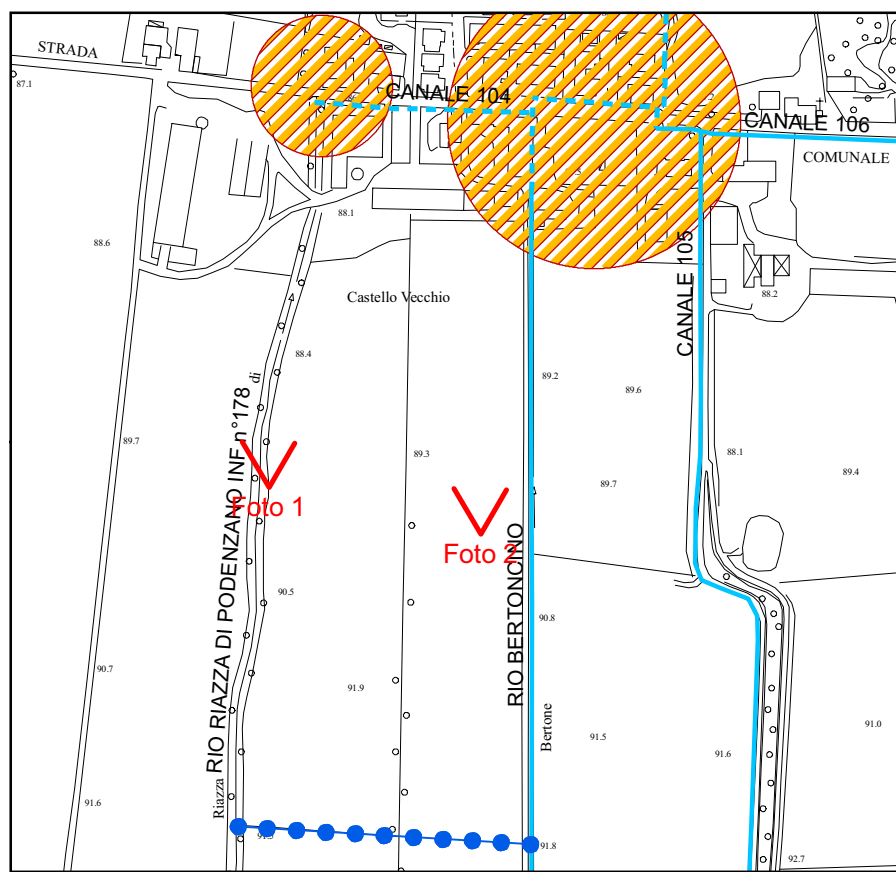 STRADA
87.1
CANALE 104
CANALE 106
COMUNALE
88.1
88.6
CANALE 105
88.2
Castello Vecchio
88.4
di
89.2
89.6
89.7
89.3
88.1
89.4
89.7
Foto 1
Foto 2
RIO RIAZZA DI PODENZANO INF n°178
RIO BERTONCINO
90.5
90.8
90.7
91.9
Bertone
91.5
91.6
91.0
91.6
Riazza
91.8
92.7